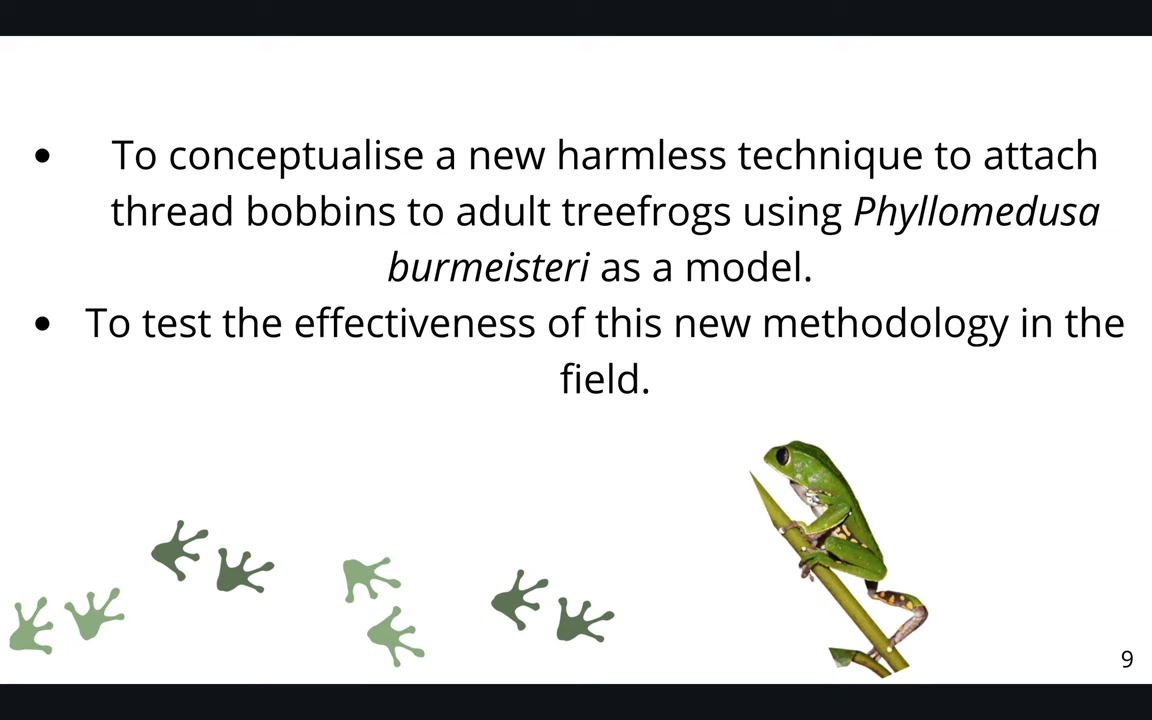 • To conceptualise a new harmless technique to attach
thread bobbins to adult treefrogs using Phyllomedusa
burmeisteri as a model.
• To test the effectiveness of this new methodology in the
field.
9